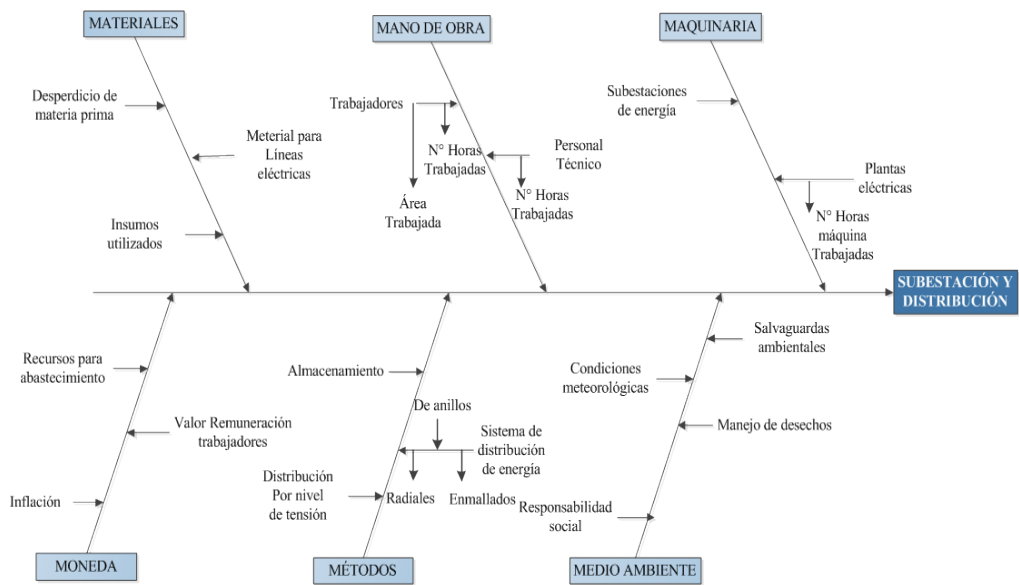 MATERIALES
MANO DE OBRA
MAQUINARIA
Desperdicio de
materia prima
Meterial para
Líneas
eléctricas
Insumos
utilizados
Trabajadores
N° Horas
Trabajadas
Área
Trabajada
Personal
Técnico
N° Horas
Trabajadas
Subestaciones
de energía
Plantas
eléctricas
N° Horas
máquina
Trabajadas
SUBESTACIÓN Y
DISTRIBUCIÓN
Recursos para
abastecimiento
Valor Remuneración
trabajadores
Inflación
Almacenamiento
De anillos
Sistema de
distribución
de energía
Radiales
Enmallados
Distribución
Por nivel
de tensión
Salvaguardas
ambientales
Condiciones
meteorológicas
Manejo de desechos
Responsabilidad
social
MONEDA
MÉTODOS
MEDIO AMBIENTE